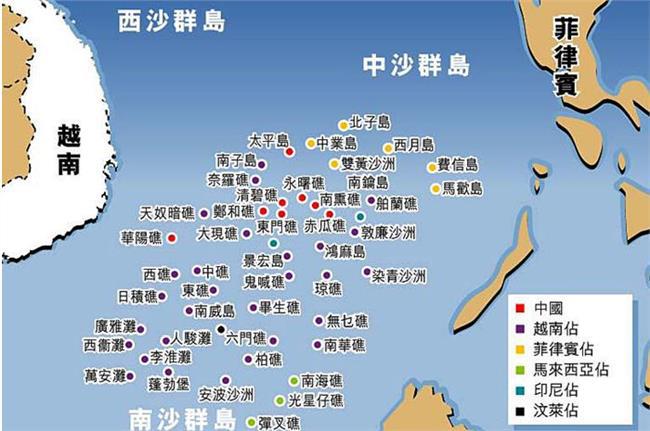 西沙群島
中沙群島
菲律賓
越南
北子島
太平島
中業島
西月島
南子島
雙黃沙洲
費信島
奈羅礁
永曙礁
南鑰島
馬歡島
清碧礁
南熏礁
舶蘭礁
天奴暗礁
鄭和礁
東門礁
赤瓜礁
敦廉沙洲
華陽礁
大現礁
景宏島
鴻麻島
西礁
中礁
鬼喊礁
瓊礁
染青沙洲
日積礁
東礁
南威島
畢生礁
無乜礁
廣雅灘
西衞灘
人駿灘
六門礁
南華礁
李淮灘
柏礁
萬安灘
蓬勃堡
安波沙洲
南海礁
光星仔礁
南沙群島
彈叉礁
中國
越南佔
菲律賓佔
馬來西亞佔
印尼佔
汶萊佔